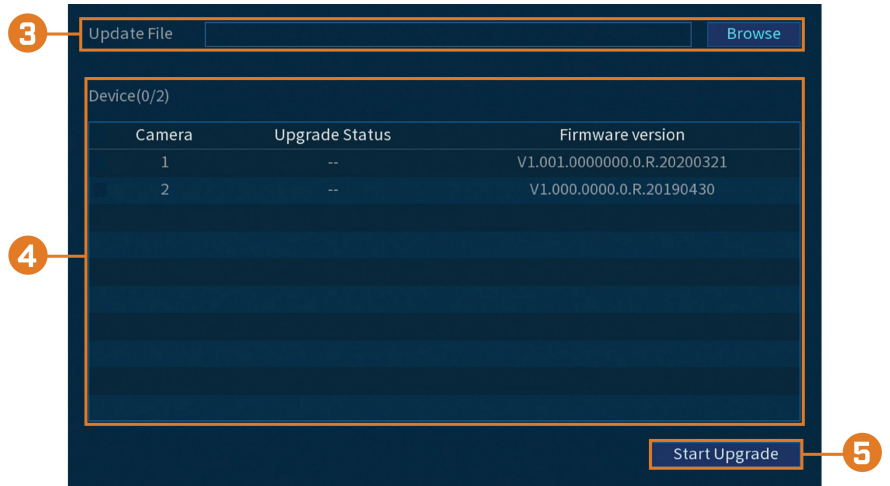 3
Update File Browse
Device(0/2)
Camera Upgrade Status Firmware version
1 -- V1.001.0000000.0.R.20200321
2 -- V1.000.0000.0.R.20190430
4
Start Upgrade
5